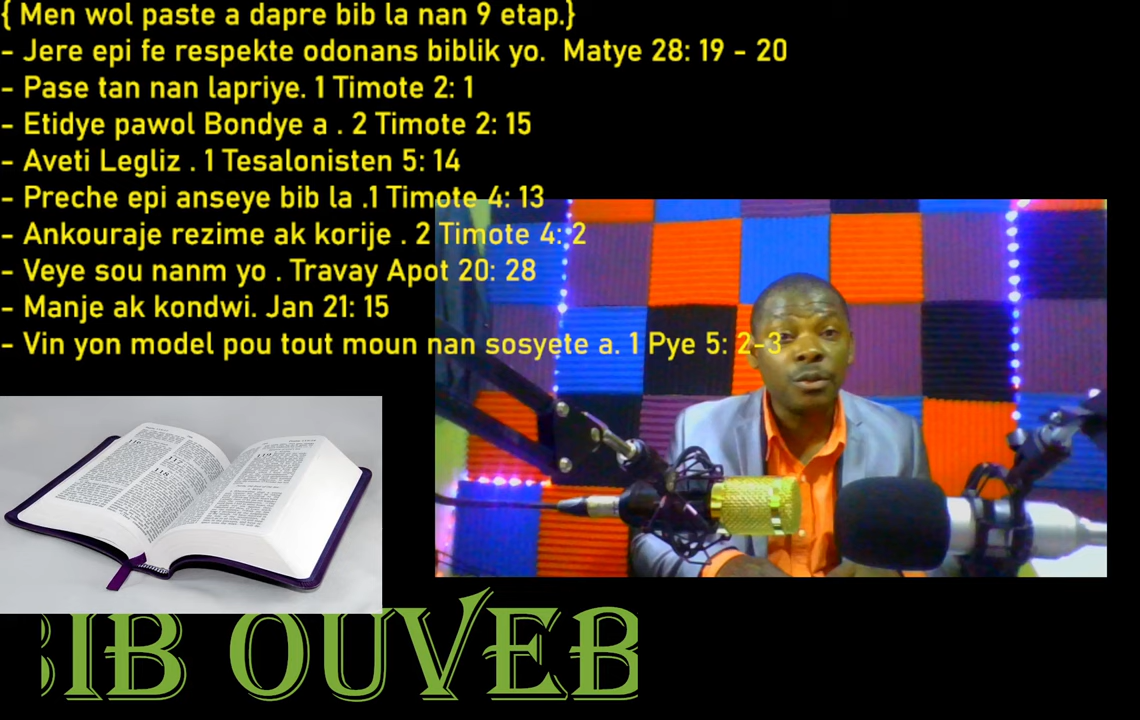 { Men wol paste a dapre bib la nan 9 etap.}
- Jere epi fe respekte odonans biblik yo.  Matye 28: 19 - 20
- Pase tan nan lapriye. 1 Timote 2: 1
- Etidye pawol Bondye a . 2 Timote 2: 15
- Aveti Legliz . 1 Tesalonisten 5: 14
- Preche epi anseye bib la .1 Timote 4: 13
- Ankouraje rezime ak korije . 2 Timote 4: 2
- Veye sou nanm yo . Travay Apot 20: 28
- Manje ak kondwi. Jan 21: 15
- Vin yon model pou tout moun nan sosyete a. 1 Pye 5: 2-3
BIB OUVEB